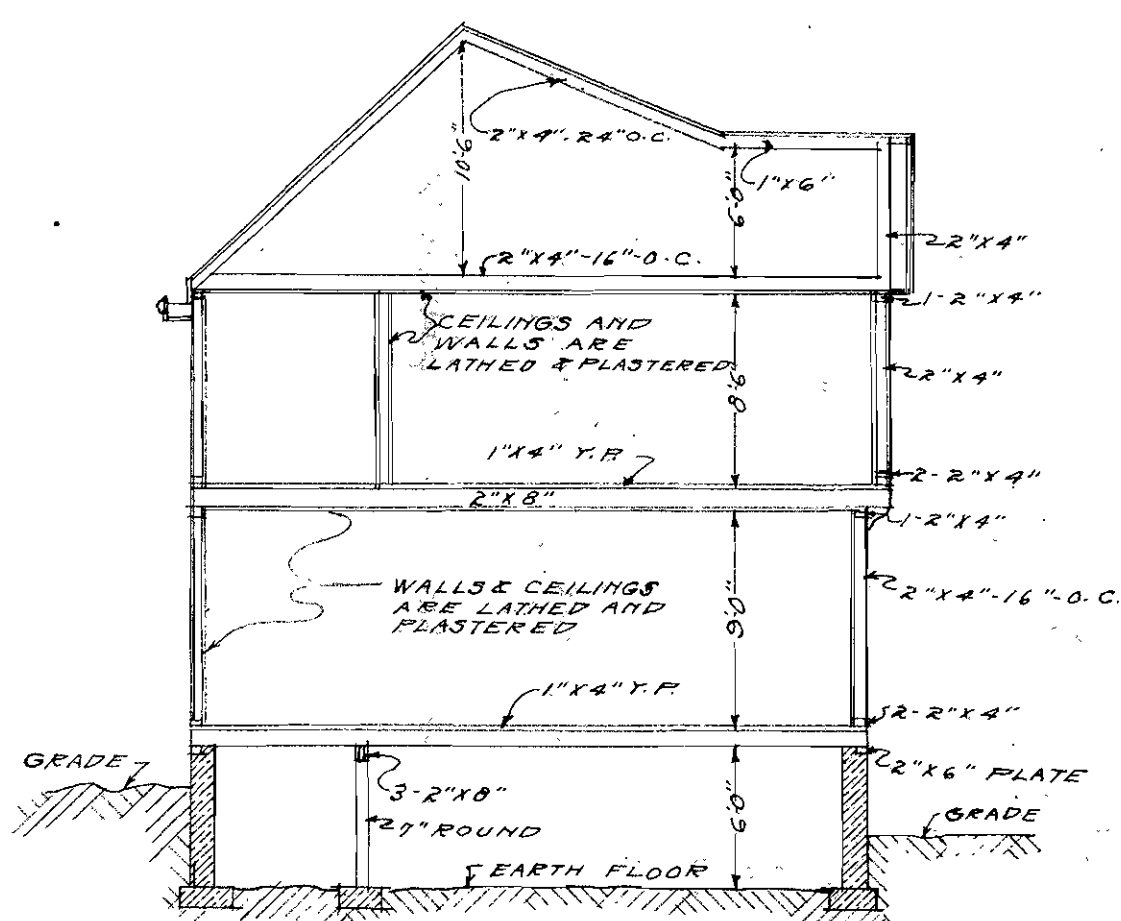 10'6"
2"X4"-24"O.C.
1"X6"
6'0"
2"X4"
2"X4"-16"-O.C.
1-2"X4"
CEILINGS AND
WALLS ARE
LATHED & PLASTERED
8'6"
2"X4"
1"X4" Y.P.
2-2"X4"
2"X8"
1-2"X4"
WALLS & CEILINGS
ARE LATHED AND
PLASTERED
9'0"
2"X4"-16"-O.C.
1"X4" Y.P.
2-2"X4"
GRADE
2"X6" PLATE
3-2"X8"
6'0"
GRADE
7" ROUND
EARTH FLOOR